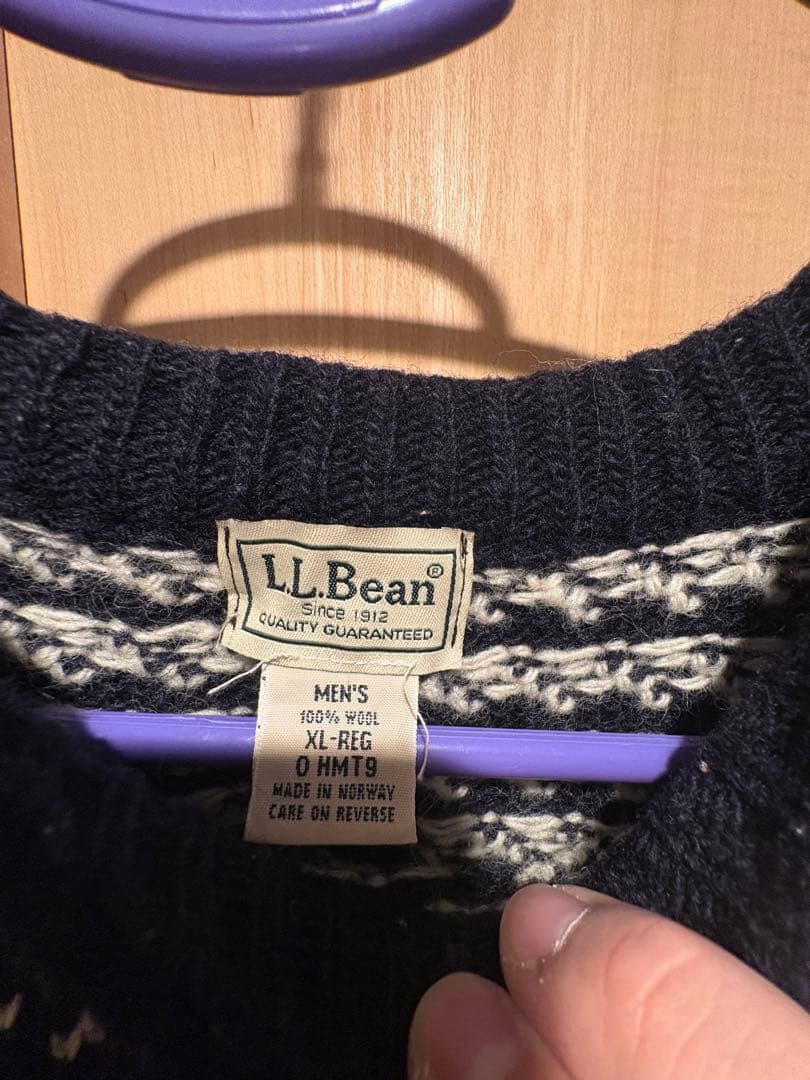 L.L.Bean®
Since 1912
QUALITY GUARANTEED
MEN'S
100% WOOL
XL-REG
0 HMT9
MADE IN NORWAY
CARE ON REVERSE